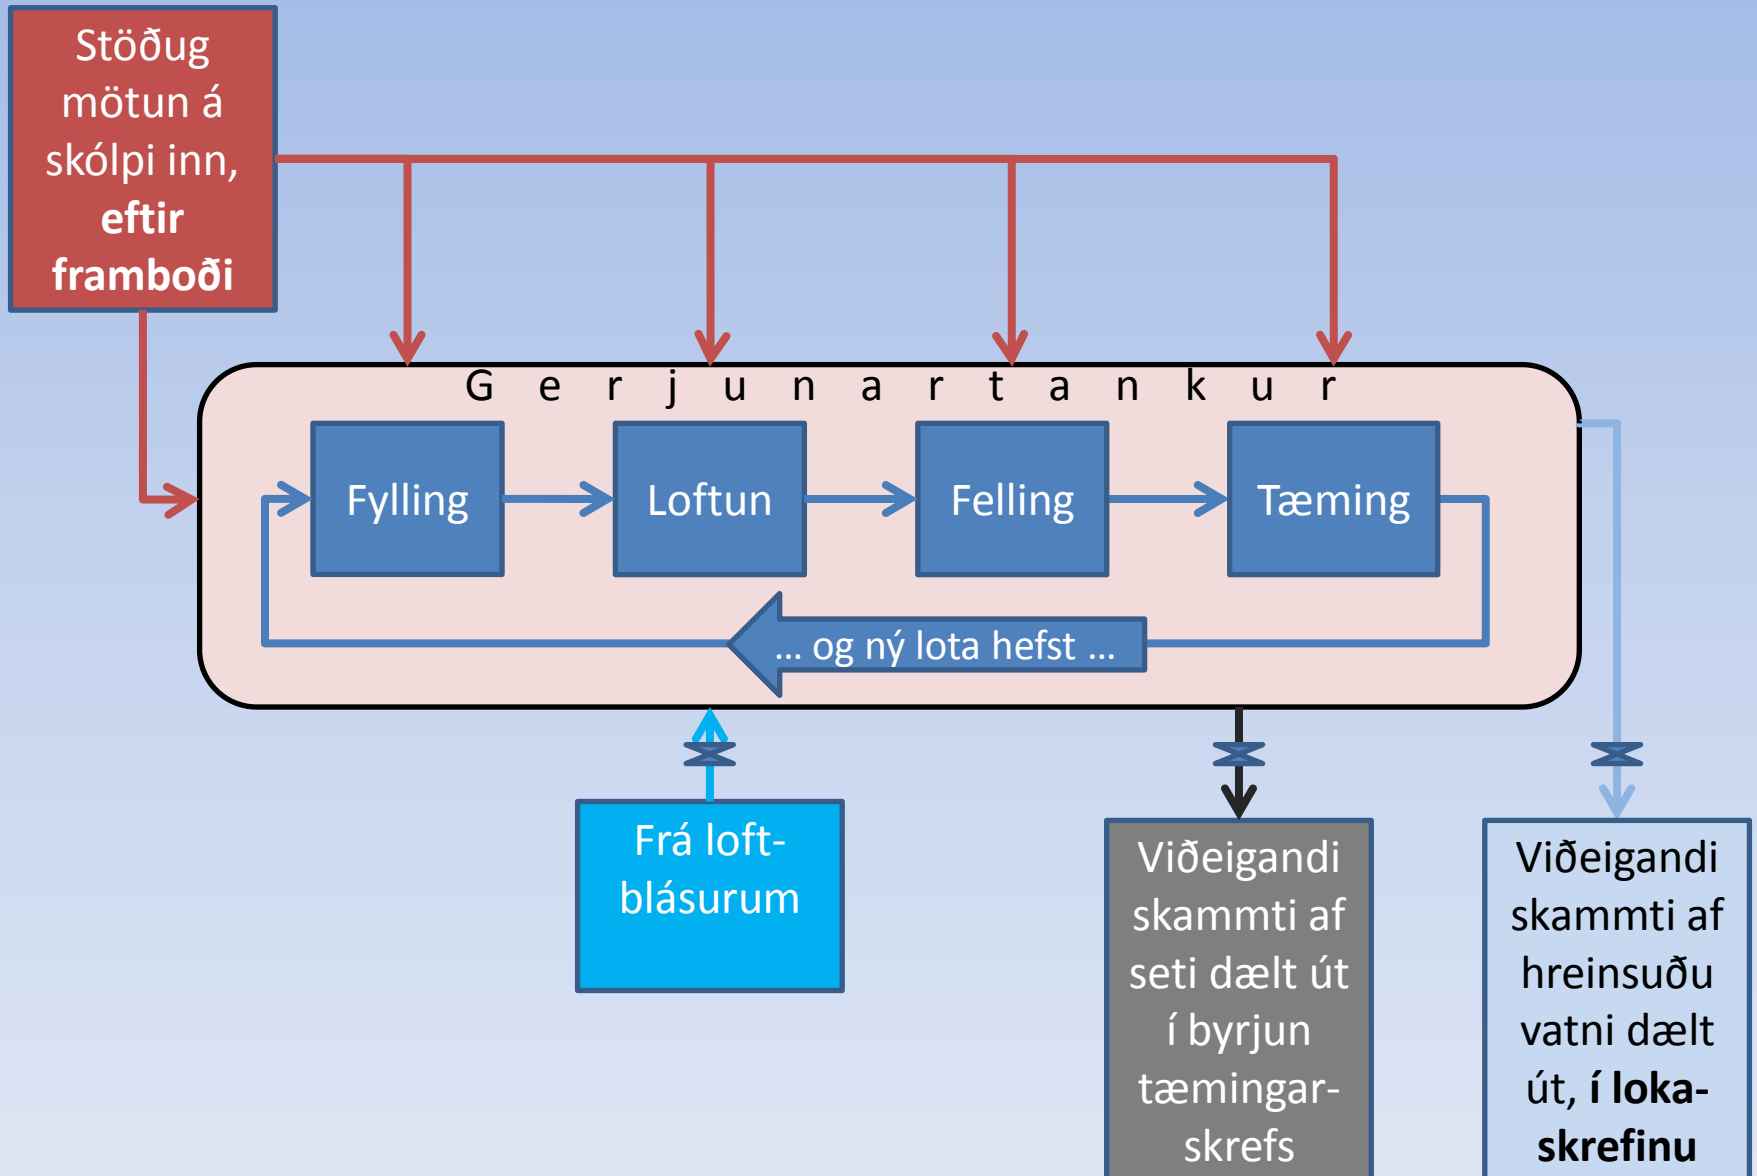 Stöðug
mötun á
skólpi inn,
eftir
framboði
G e r j u n a r t a n k u r
Fylling
Loftun
Felling
Tæming
... og ný lota hefst ...
Frá loft-
blásurum
Viðeigandi
skammti af
seti dælt út
í byrjun
tæmingar-
skrefs
Viðeigandi
skammti af
hreinsuðu
vatni dælt
út, í loka-
skrefinu